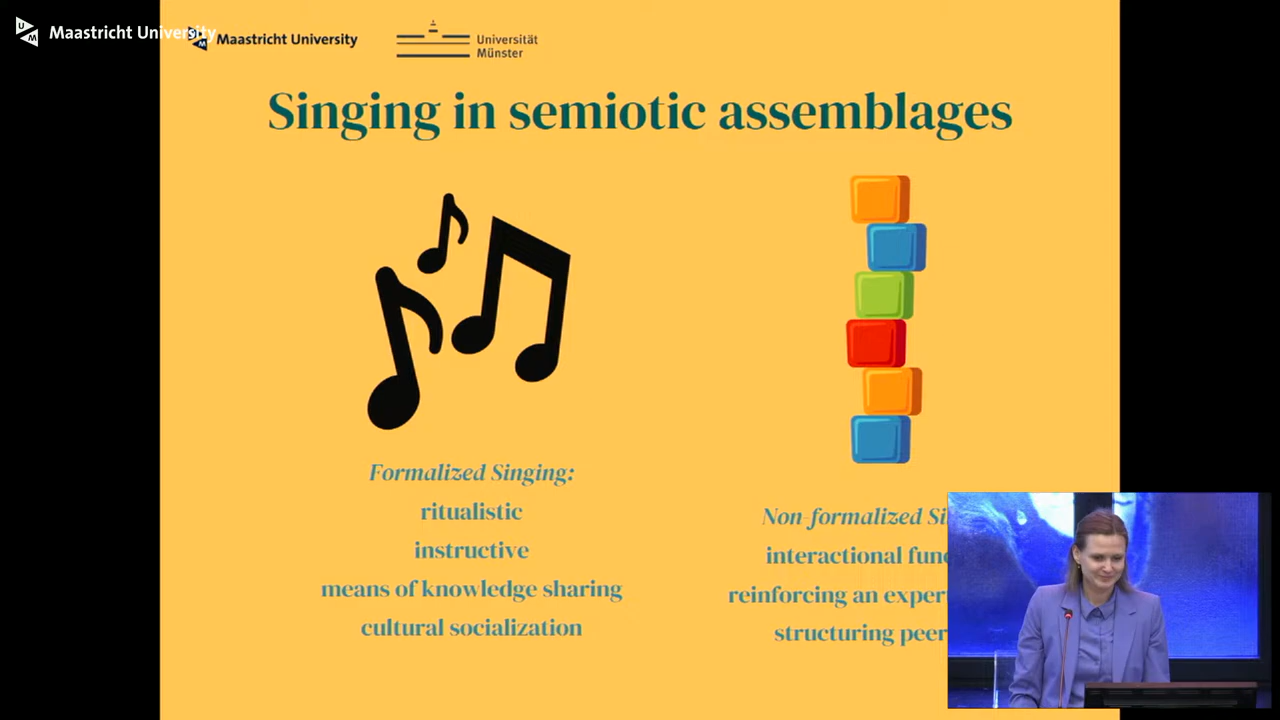 Maastricht University
Maastricht University
Universität
Münster
Singing in semiotic assemblages
Formalized Singing:
ritualistic
instructive
means of knowledge sharing
cultural socialization
Non-formalized
interactional
reinforcing an
structuring